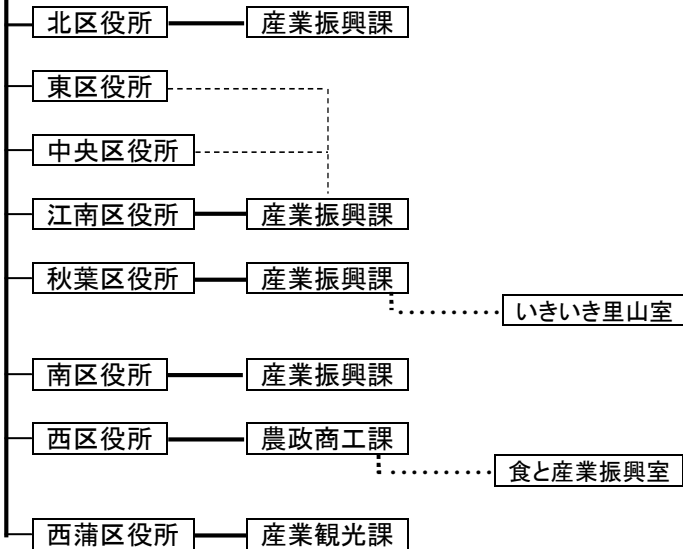 北区役所 産業振興課
東区役所
中央区役所
江南区役所 産業振興課
秋葉区役所 産業振興課
いきいき里山室
南区役所 産業振興課
西区役所 農政商工課
食と産業振興室
西蒲区役所 産業観光課